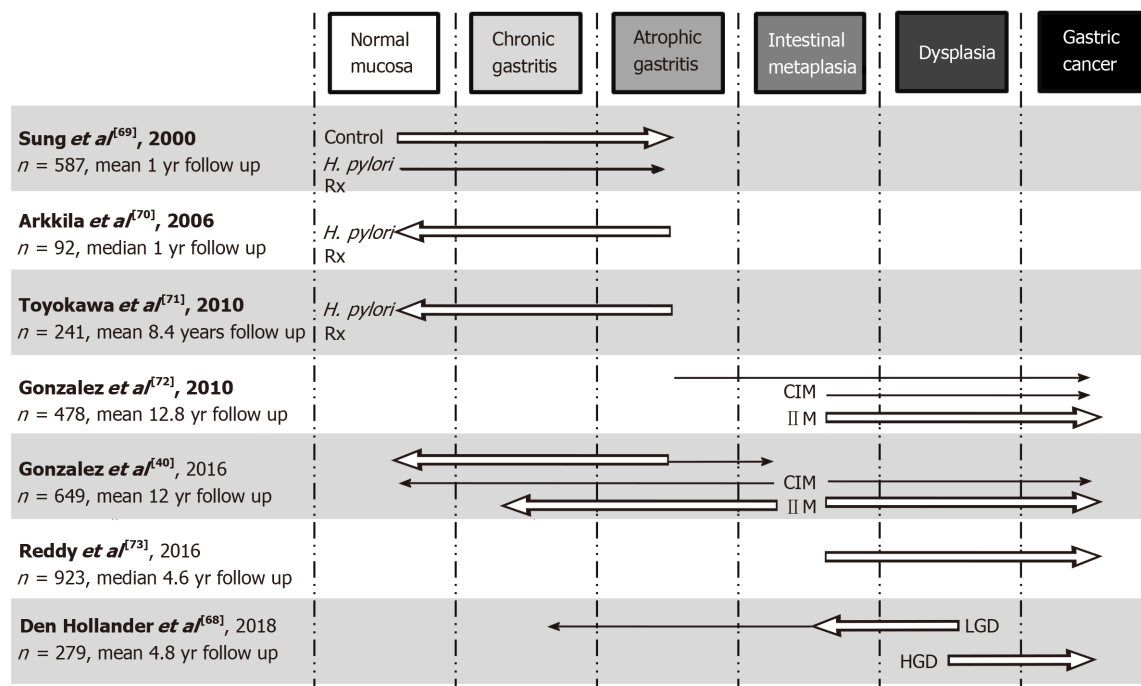 Normal
mucosa
Chronic
gastritis
Atrophic
gastritis
Intestinal
metaplasia
Dysplasia
Gastric
cancer
Sung et al[69], 2000
n = 587, mean 1 yr follow up
Control
H. pylori
Rx
Arkkila et al[70], 2006
n = 92, median 1 yr follow up
H. pylori
Rx
Toyokawa et al[71], 2010
n = 241, mean 8.4 years follow up
H. pylori
Rx
Gonzalez et al[72], 2010
n = 478, mean 12.8 yr follow up
CIM
ⅡM
Gonzalez et al[40], 2016
n = 649, mean 12 yr follow up
CIM
ⅡM
Reddy et al[73], 2016
n = 923, median 4.6 yr follow up
Den Hollander et al[68], 2018
n = 279, mean 4.8 yr follow up
LGD
HGD